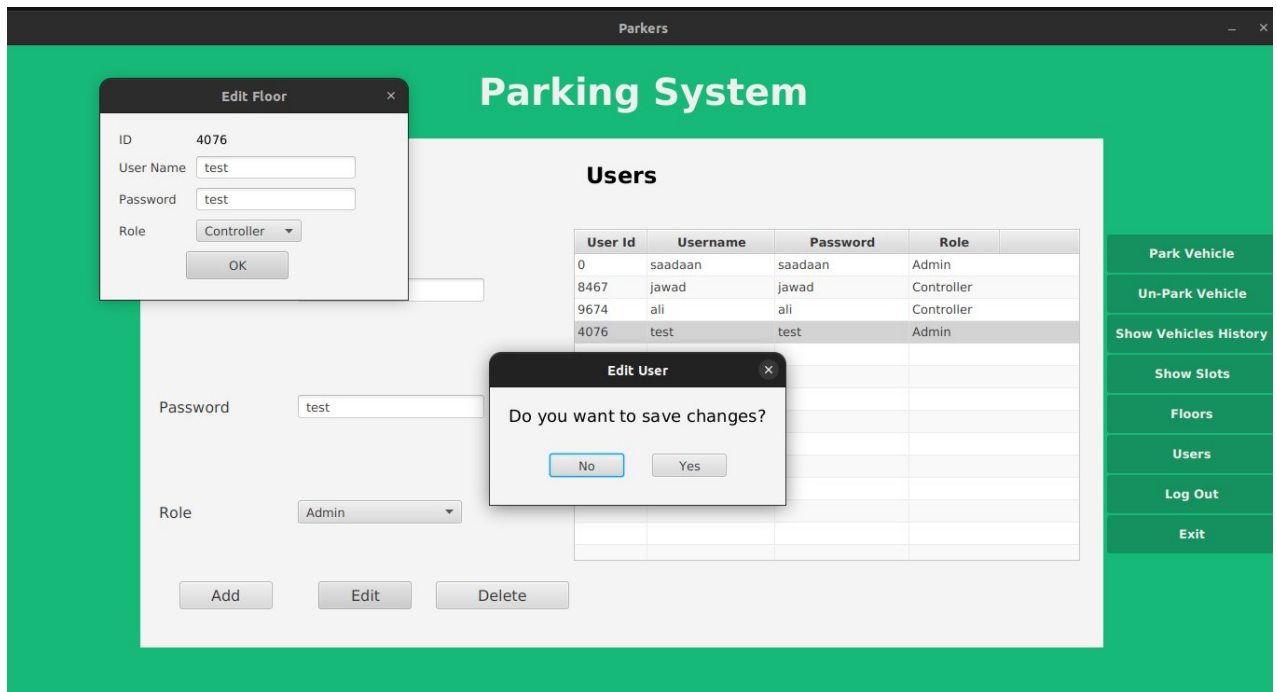 Parkers
Parking System
Edit Floor
ID 4076
User Name test
Password test
Role Controller
OK
Users
User Id Username Password Role
0 saadaan saadaan Admin
8467 jawad jawad Controller
9674 ali ali Controller
4076 test test Admin
Edit User
Do you want to save changes?
No Yes
Password test
Role Admin
Add Edit Delete
Park Vehicle
Un-Park Vehicle
Show Vehicles History
Show Slots
Floors
Users
Log Out
Exit